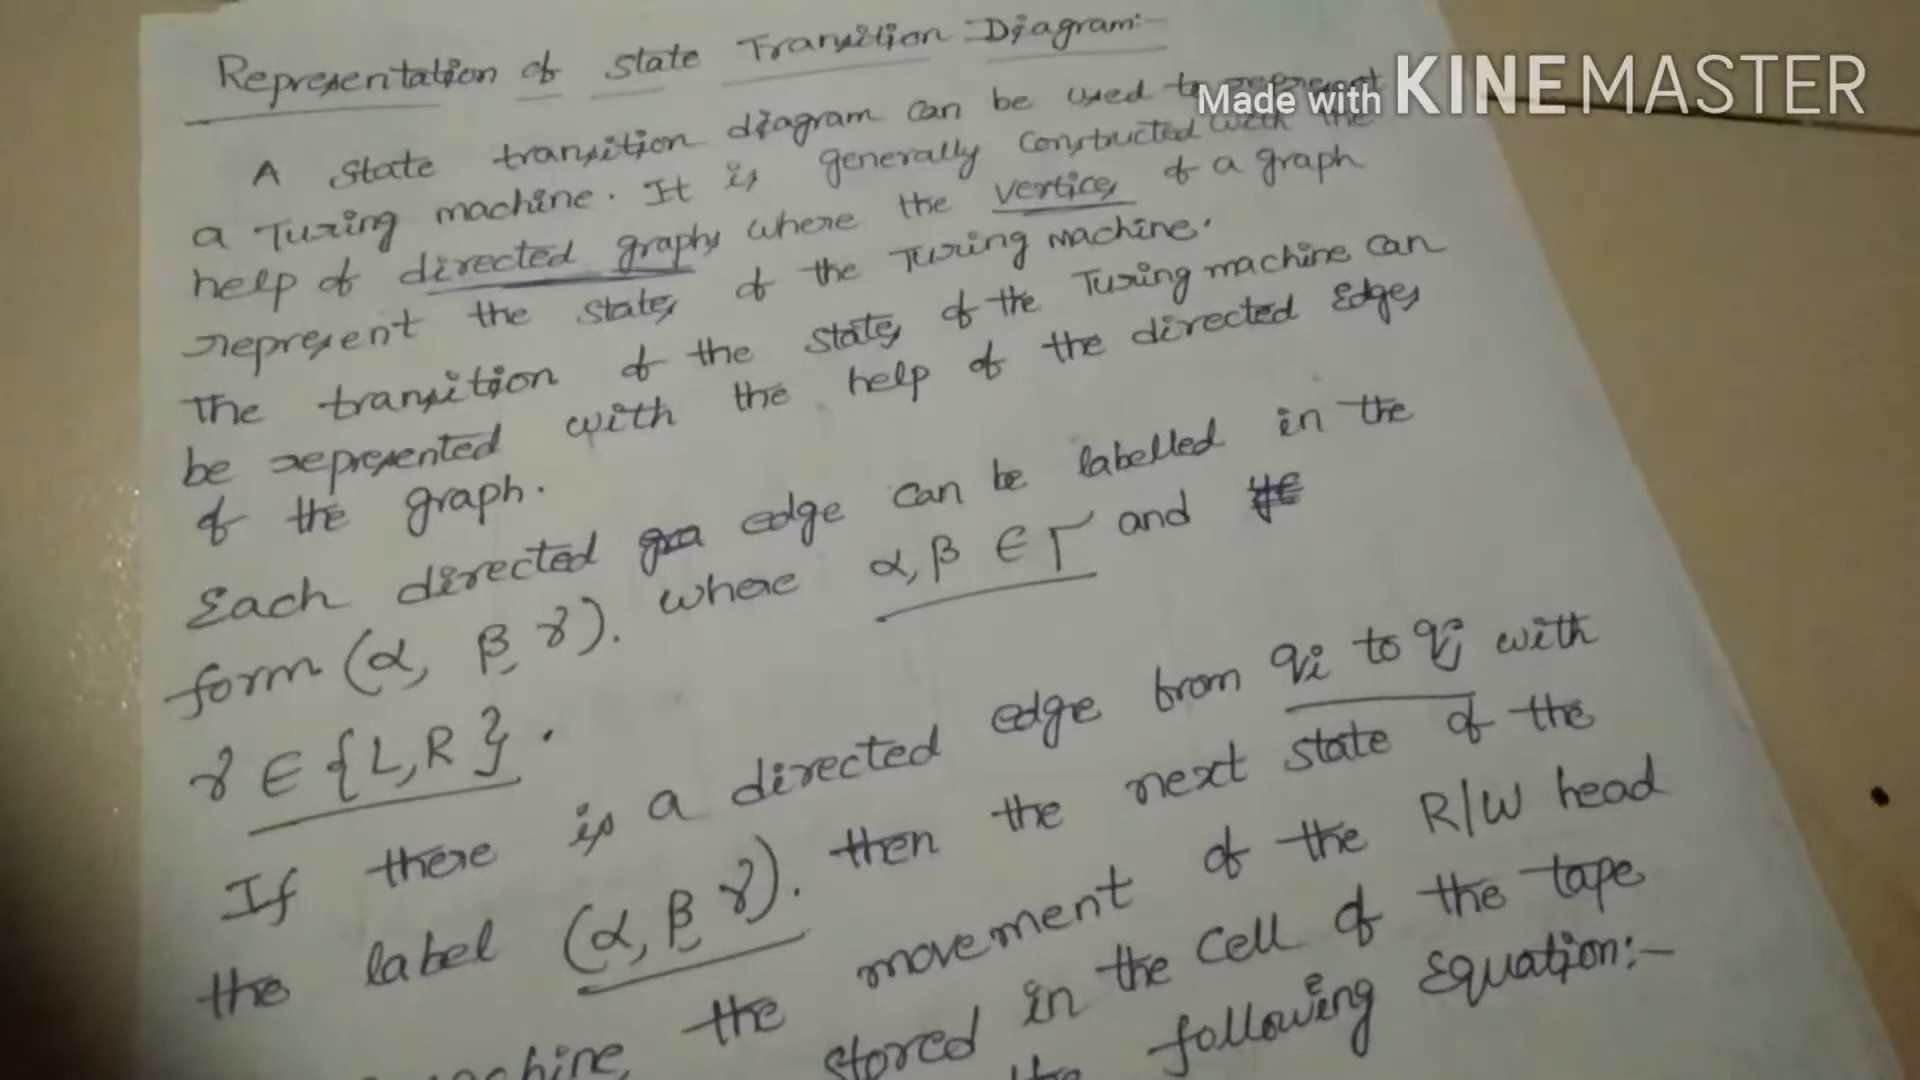 Representation of State Transition Diagram:-
Made with KINEMASTER
A state transition diagram can be used to represent
a Turing machine. It is generally constructed with the
help of directed graphs where the vertices of a graph
represent the states of the Turing machine.
The transition of the states of the Turing machine can
be represented with the help of the directed Edges
of the graph.
Each directed edge can be labelled in the
form (α, β, γ). where α, β ∈ Γ and
γ ∈ {L, R}.
If there is a directed edge from qi to qj with
the label (α, β, γ). then the next state of the
the movement of the R/W head
stored in the cell of the tape
the following Equation:-